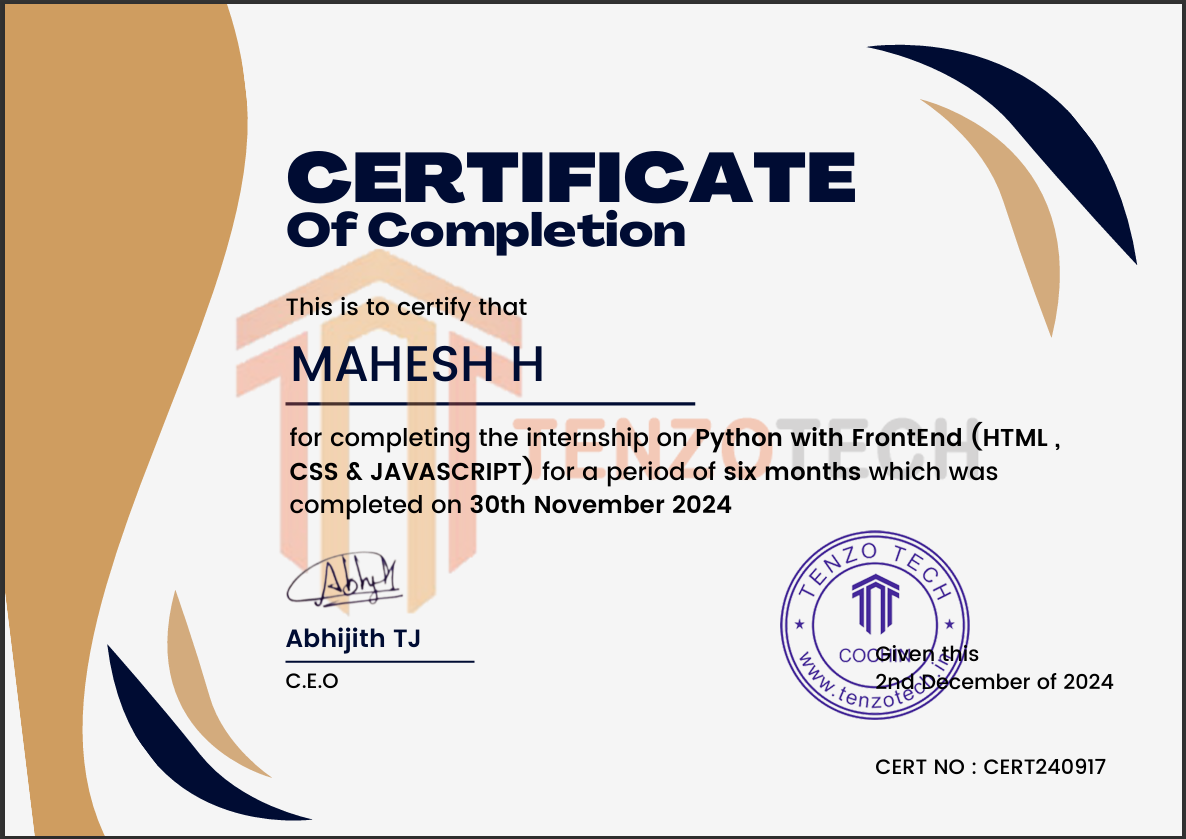 CERTIFICATE
Of Completion
This is to certify that
MAHESH H
TENZOTECH
for completing the internship on Python with FrontEnd (HTML ,
CSS & JAVASCRIPT) for a period of six months which was
completed on 30th November 2024
Abhijith TJ
C.E.O
TENZO TECH
COCHIN
www.tenzotech.in
Given this
2nd December of 2024
CERT NO : CERT240917